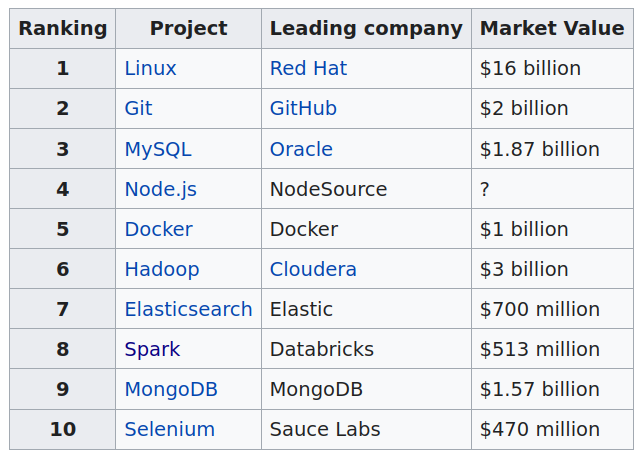 Ranking Project Leading company Market Value
1 Linux Red Hat $16 billion
2 Git GitHub $2 billion
3 MySQL Oracle $1.87 billion
4 Node.js NodeSource ?
5 Docker Docker $1 billion
6 Hadoop Cloudera $3 billion
7 Elasticsearch Elastic $700 million
8 Spark Databricks $513 million
9 MongoDB MongoDB $1.57 billion
10 Selenium Sauce Labs $470 million